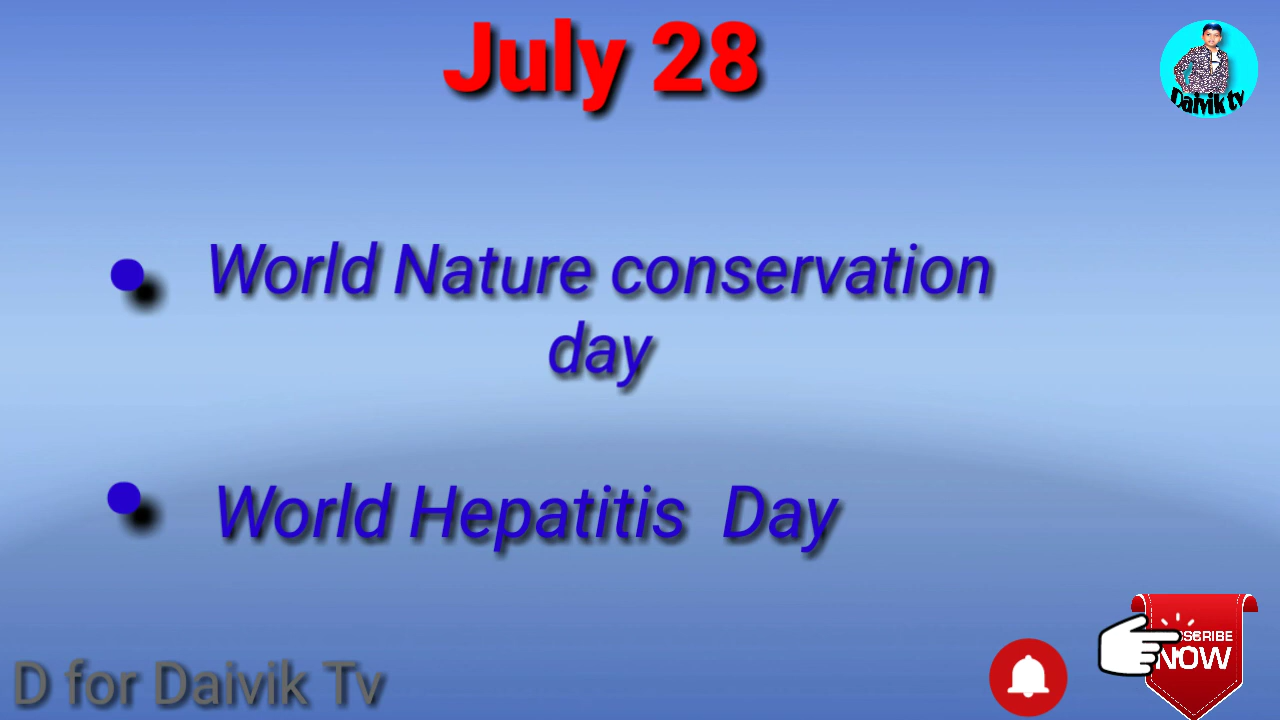 July 28
Daivik tv
World Nature conservation
day
World Hepatitis Day
D for Daivik Tv
NOW